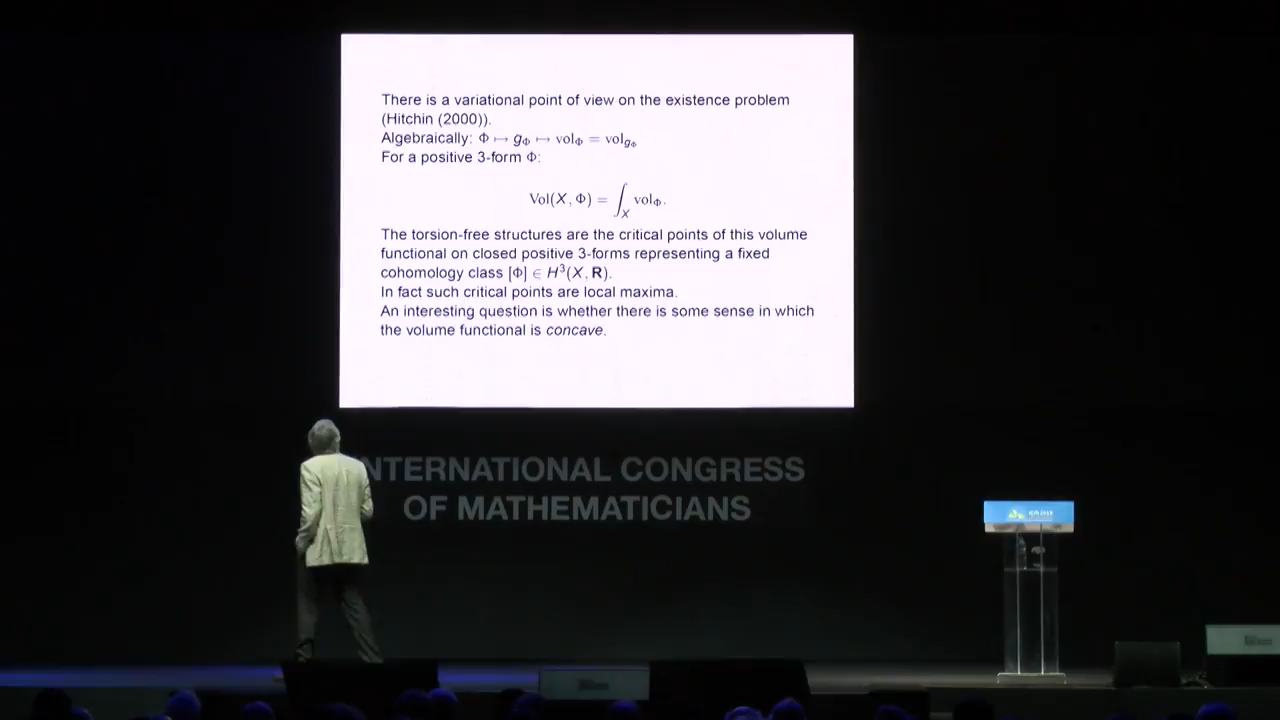 There is a variational point of view on the existence problem
(Hitchin (2000)).
Algebraically: Φ ↦ g_Φ ↦ vol_Φ = vol_{g_Φ}
For a positive 3-form Φ:
Vol(X, Φ) = ∫_X vol_Φ.
The torsion-free structures are the critical points of this volume
functional on closed positive 3-forms representing a fixed
cohomology class [Φ] ∈ H³(X, R).
In fact such critical points are local maxima.
An interesting question is whether there is some sense in which
the volume functional is concave.
NTERNATIONAL CONGRESS
OF MATHEMATICIANS